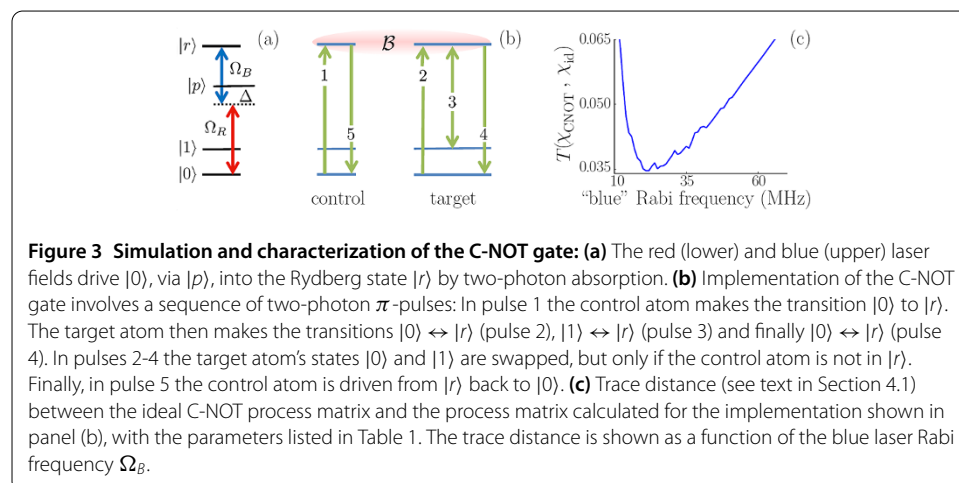 (a)
|r⟩
Ω_B
|p⟩
Δ
Ω_R
|1⟩
|0⟩
ℬ
(b)
1
5
2
3
4
control
target
(c)
T(χ_CNOT , χ_id)
0.065
0.050
0.035
10
35
60
"blue" Rabi frequency (MHz)
Figure 3 Simulation and characterization of the C-NOT gate: (a) The red (lower) and blue (upper) laser
fields drive |0⟩, via |p⟩, into the Rydberg state |r⟩ by two-photon absorption. (b) Implementation of the C-NOT
gate involves a sequence of two-photon π-pulses: In pulse 1 the control atom makes the transition |0⟩ to |r⟩.
The target atom then makes the transitions |0⟩ ↔ |r⟩ (pulse 2), |1⟩ ↔ |r⟩ (pulse 3) and finally |0⟩ ↔ |r⟩ (pulse
4). In pulses 2-4 the target atom's states |0⟩ and |1⟩ are swapped, but only if the control atom is not in |r⟩.
Finally, in pulse 5 the control atom is driven from |r⟩ back to |0⟩. (c) Trace distance (see text in Section 4.1)
between the ideal C-NOT process matrix and the process matrix calculated for the implementation shown in
panel (b), with the parameters listed in Table 1. The trace distance is shown as a function of the blue laser Rabi
frequency Ω_B.